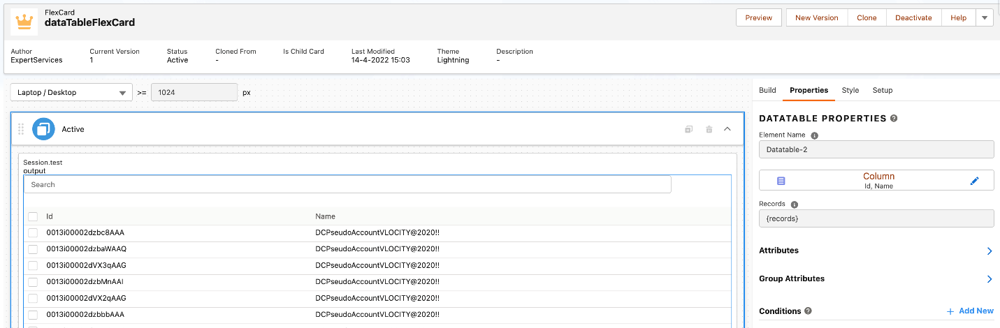 FlexCard
dataTableFlexCard
Preview
New Version
Clone
Deactivate
Help
Author
ExpertServices
Current Version
1
Status
Active
Cloned From
-
Is Child Card
Last Modified
14-4-2022 15:03
Theme
Lightning
Description
-
Laptop / Desktop
>=
1024
px
Active
Session.test
output
Search
Id Name
0013i00002dzbc8AAA DCPseudoAccountVLOCITY@2020!!
0013i00002dzbaWAAQ DCPseudoAccountVLOCITY@2020!!
0013i00002dVX3qAAG DCPseudoAccountVLOCITY@2020!!
0013i00002dzbMnAAI DCPseudoAccountVLOCITY@2020!!
0013i00002dVX2qAAG DCPseudoAccountVLOCITY@2020!!
0013i00002dzbbbAAA DCPseudoAccountVLOCITY@2020!!
Build Properties Style Setup
DATATABLE PROPERTIES ?
Element Name i
Datatable-2
Column
Id, Name
Records i
{records}
Attributes
Group Attributes
Conditions ? + Add New